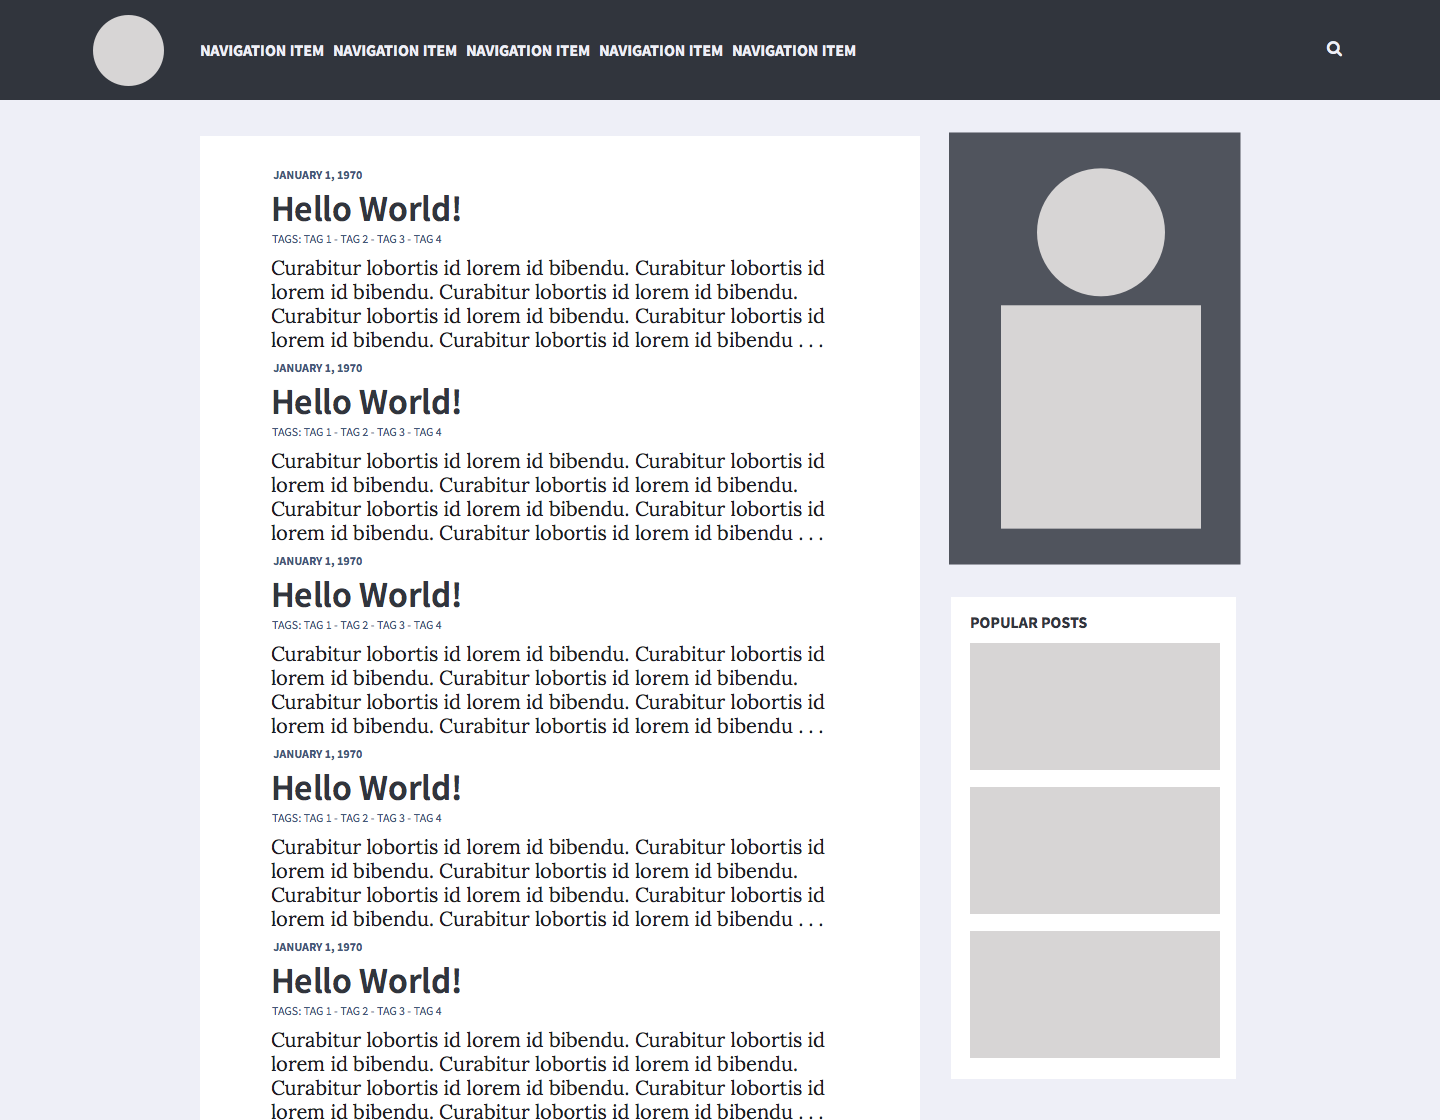 NAVIGATION ITEM NAVIGATION ITEM NAVIGATION ITEM NAVIGATION ITEM NAVIGATION ITEM
JANUARY 1, 1970
Hello World!
TAGS: TAG 1 - TAG 2 - TAG 3 - TAG 4
Curabitur lobortis id lorem id bibendu. Curabitur lobortis id
lorem id bibendu. Curabitur lobortis id lorem id bibendu.
Curabitur lobortis id lorem id bibendu. Curabitur lobortis id
lorem id bibendu. Curabitur lobortis id lorem id bibendu . . .
JANUARY 1, 1970
Hello World!
TAGS: TAG 1 - TAG 2 - TAG 3 - TAG 4
Curabitur lobortis id lorem id bibendu. Curabitur lobortis id
lorem id bibendu. Curabitur lobortis id lorem id bibendu.
Curabitur lobortis id lorem id bibendu. Curabitur lobortis id
lorem id bibendu. Curabitur lobortis id lorem id bibendu . . .
JANUARY 1, 1970
Hello World!
TAGS: TAG 1 - TAG 2 - TAG 3 - TAG 4
Curabitur lobortis id lorem id bibendu. Curabitur lobortis id
lorem id bibendu. Curabitur lobortis id lorem id bibendu.
Curabitur lobortis id lorem id bibendu. Curabitur lobortis id
lorem id bibendu. Curabitur lobortis id lorem id bibendu . . .
JANUARY 1, 1970
Hello World!
TAGS: TAG 1 - TAG 2 - TAG 3 - TAG 4
Curabitur lobortis id lorem id bibendu. Curabitur lobortis id
lorem id bibendu. Curabitur lobortis id lorem id bibendu.
Curabitur lobortis id lorem id bibendu. Curabitur lobortis id
lorem id bibendu. Curabitur lobortis id lorem id bibendu . . .
JANUARY 1, 1970
Hello World!
TAGS: TAG 1 - TAG 2 - TAG 3 - TAG 4
Curabitur lobortis id lorem id bibendu. Curabitur lobortis id
lorem id bibendu. Curabitur lobortis id lorem id bibendu.
Curabitur lobortis id lorem id bibendu. Curabitur lobortis id
lorem id bibendu. Curabitur lobortis id lorem id bibendu . . .
POPULAR POSTS